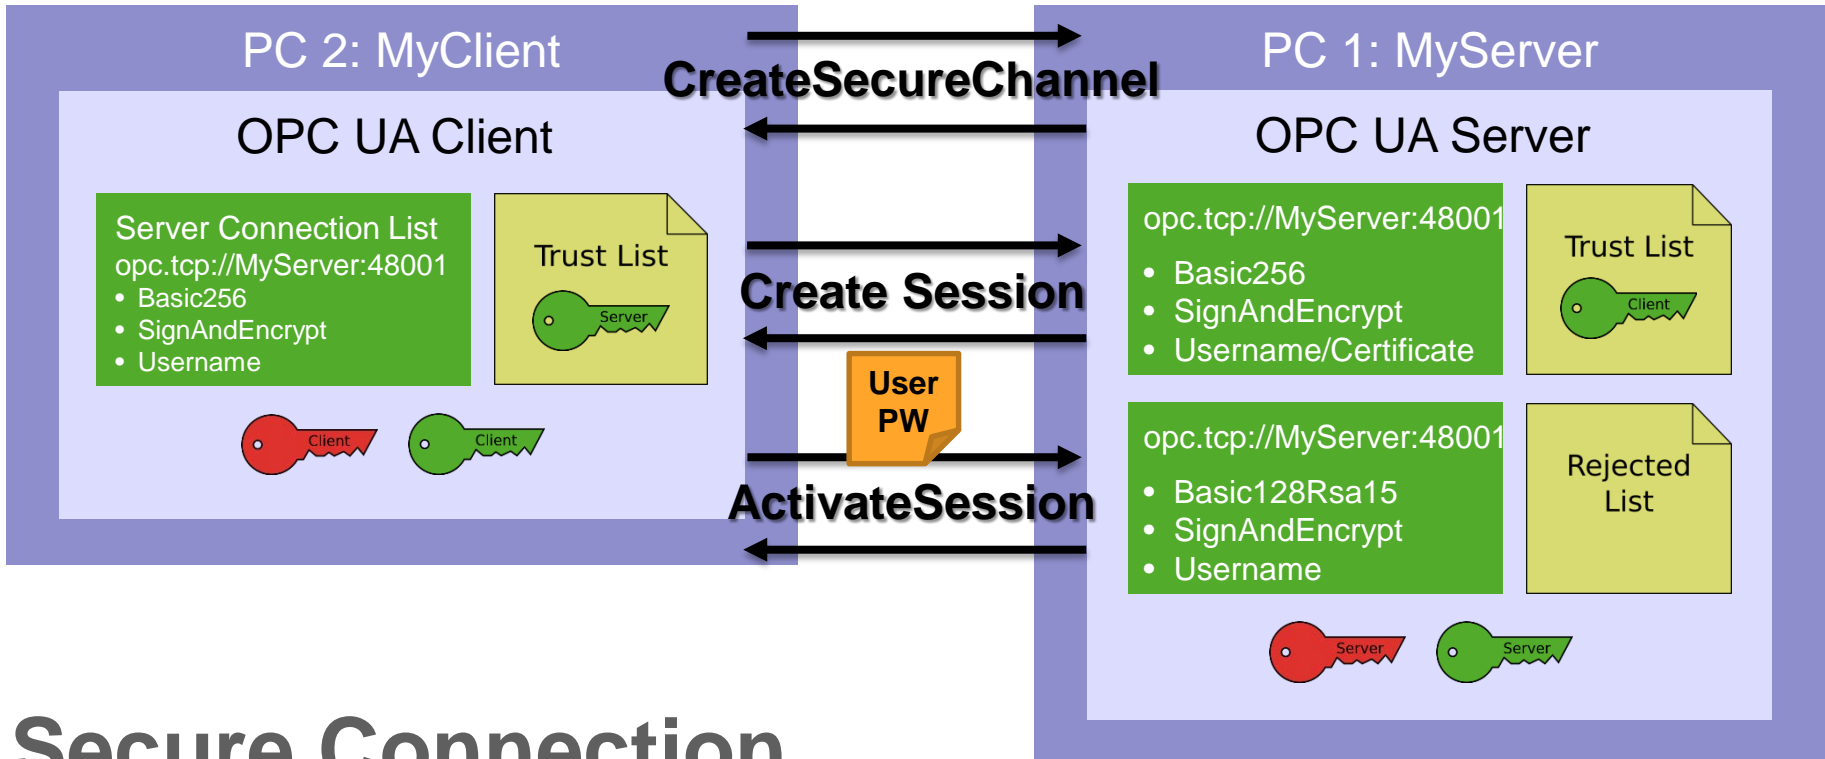 PC 2: MyClient
OPC UA Client
Server Connection List
opc.tcp://MyServer:48001
• Basic256
• SignAndEncrypt
• Username
Trust List
Server
Client
Client
CreateSecureChannel
Create Session
User
PW
ActivateSession
PC 1: MyServer
OPC UA Server
opc.tcp://MyServer:48001
• Basic256
• SignAndEncrypt
• Username/Certificate
Trust List
Client
opc.tcp://MyServer:48001
• Basic128Rsa15
• SignAndEncrypt
• Username
Rejected
List
Server
Server
Secure Connection